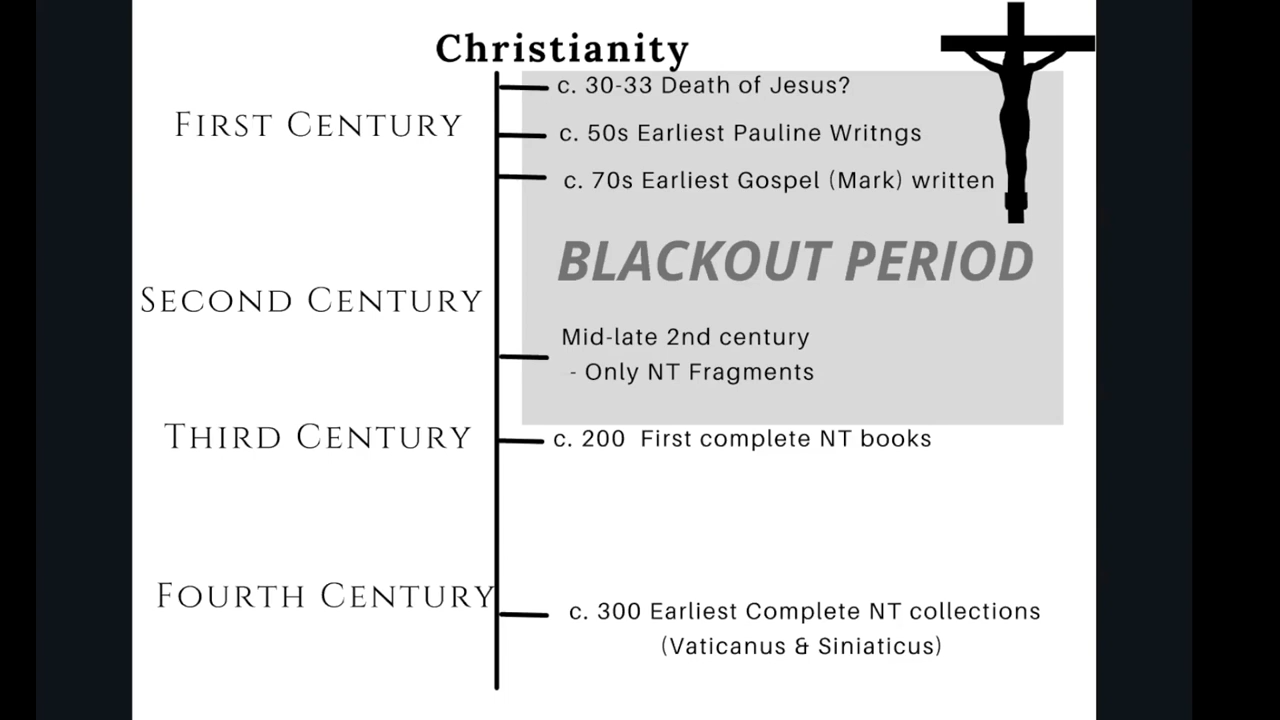 Christianity
FIRST CENTURY
c. 30-33 Death of Jesus?
c. 50s Earliest Pauline Writngs
c. 70s Earliest Gospel (Mark) written
BLACKOUT PERIOD
SECOND CENTURY
Mid-late 2nd century
- Only NT Fragments
THIRD CENTURY
c. 200 First complete NT books
FOURTH CENTURY
c. 300 Earliest Complete NT collections
(Vaticanus & Siniaticus)